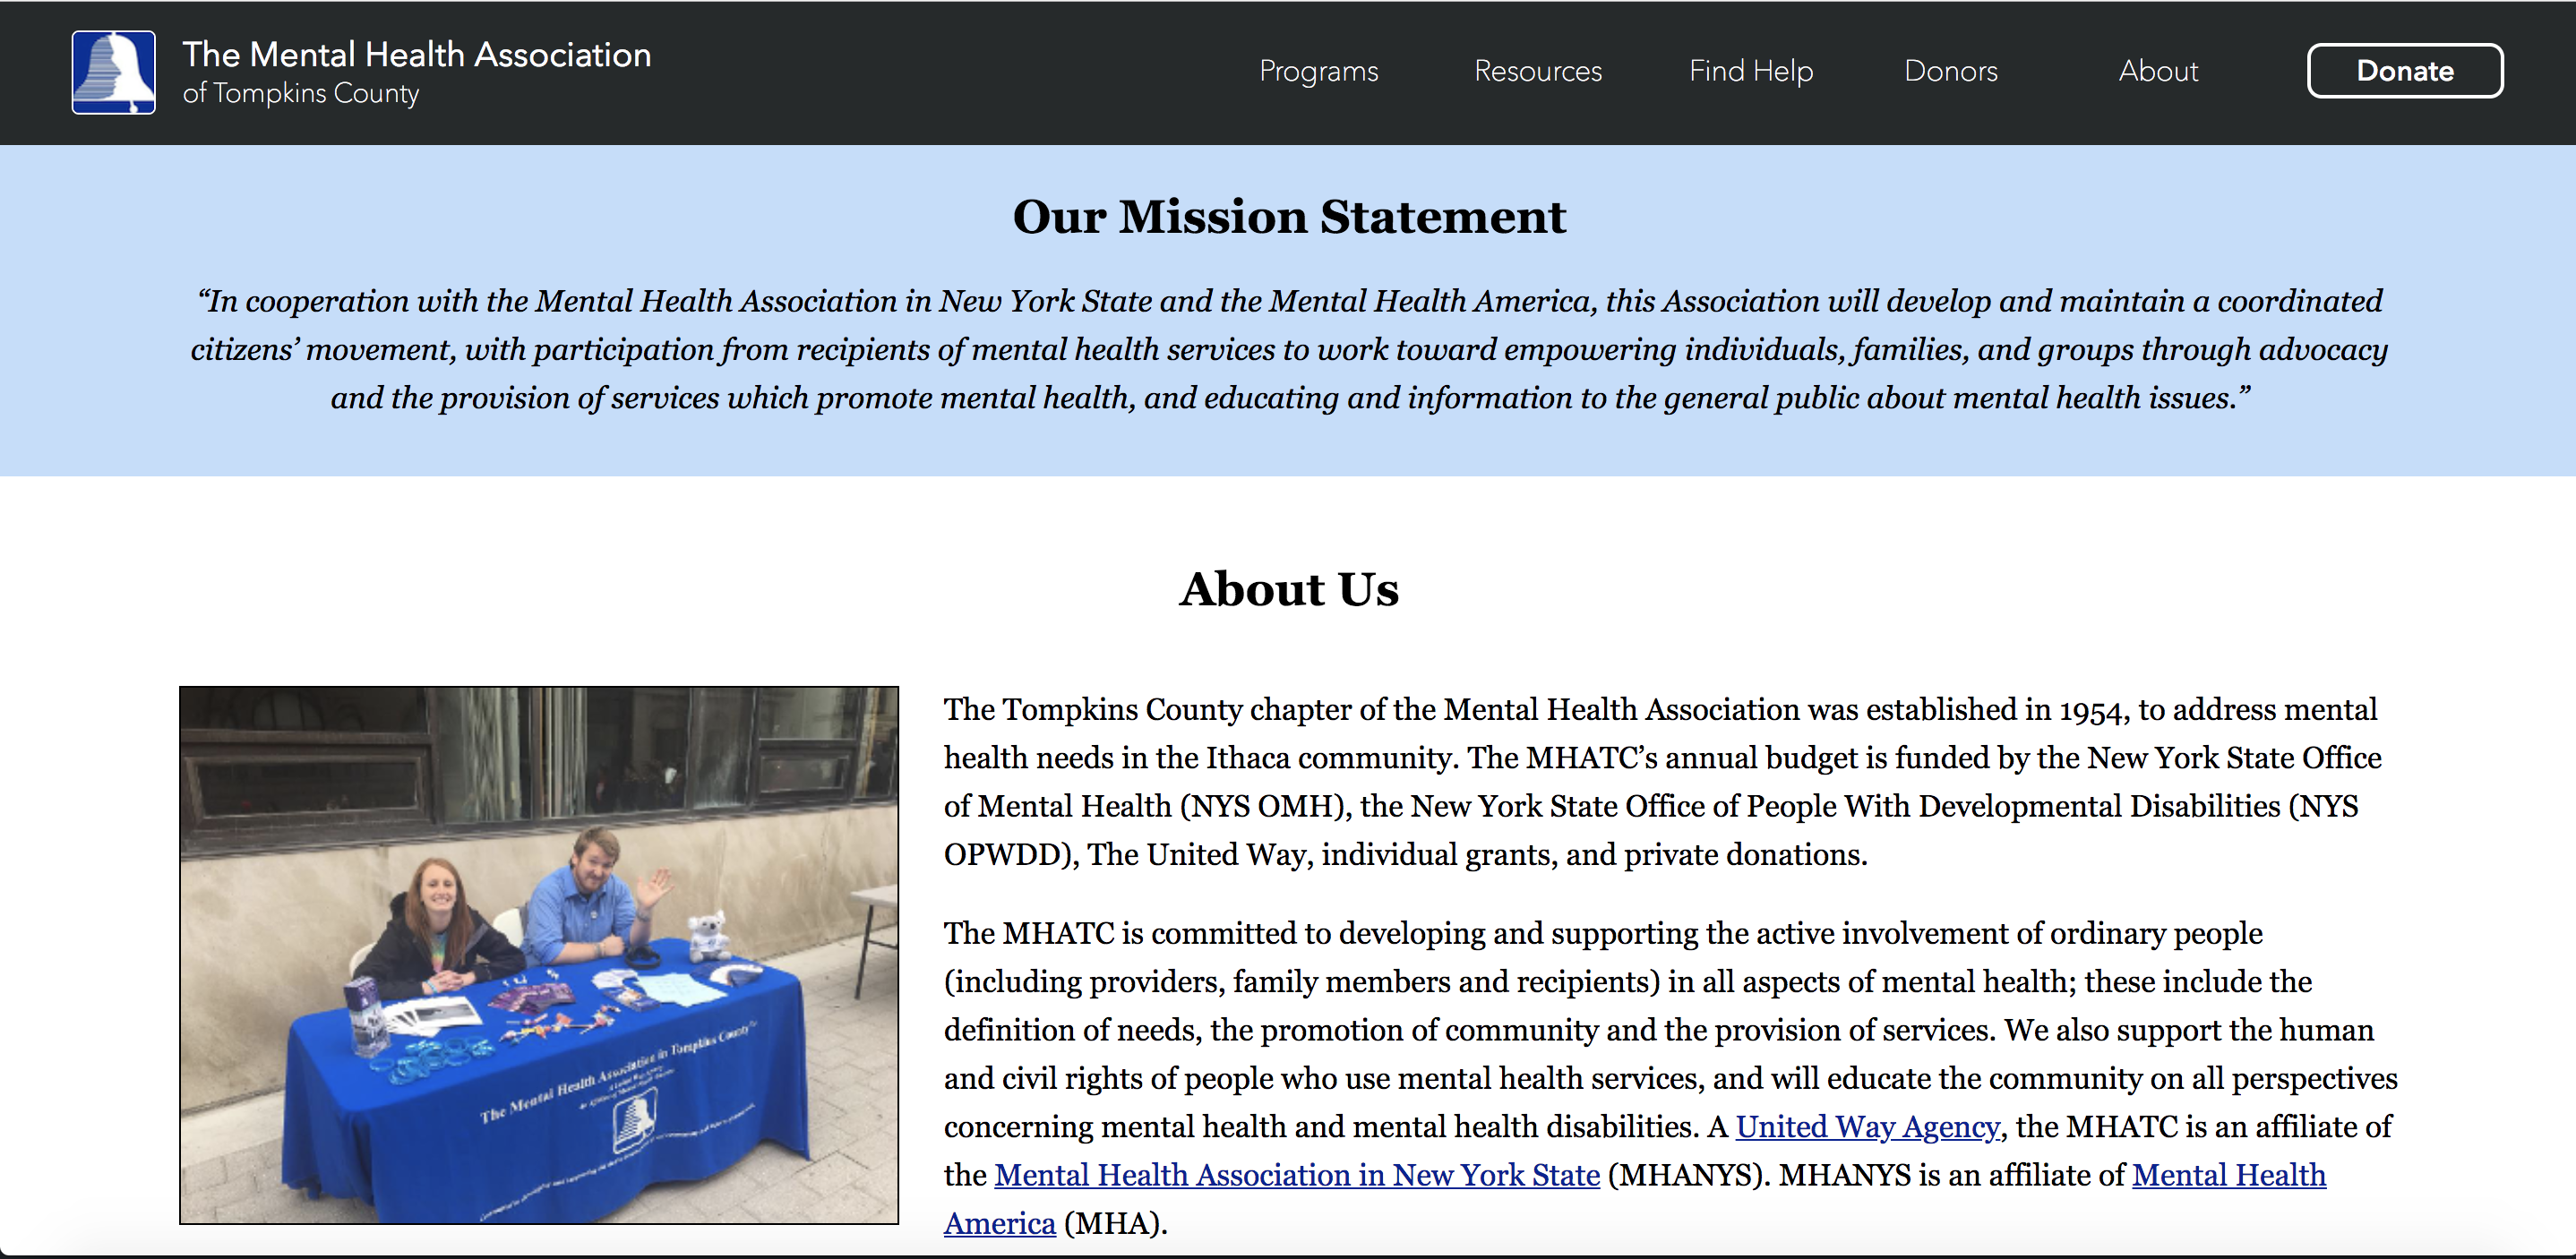 The Mental Health Association
of Tompkins County
Programs
Resources
Find Help
Donors
About
Donate
Our Mission Statement
“In cooperation with the Mental Health Association in New York State and the Mental Health America, this Association will develop and maintain a coordinated
citizens’ movement, with participation from recipients of mental health services to work toward empowering individuals, families, and groups through advocacy
and the provision of services which promote mental health, and educating and information to the general public about mental health issues.”
About Us
The Mental Health Association in Tompkins County
The Tompkins County chapter of the Mental Health Association was established in 1954, to address mental
health needs in the Ithaca community. The MHATC’s annual budget is funded by the New York State Office
of Mental Health (NYS OMH), the New York State Office of People With Developmental Disabilities (NYS
OPWDD), The United Way, individual grants, and private donations.
The MHATC is committed to developing and supporting the active involvement of ordinary people
(including providers, family members and recipients) in all aspects of mental health; these include the
definition of needs, the promotion of community and the provision of services. We also support the human
and civil rights of people who use mental health services, and will educate the community on all perspectives
concerning mental health and mental health disabilities. A United Way Agency, the MHATC is an affiliate of
the Mental Health Association in New York State (MHANYS). MHANYS is an affiliate of Mental Health
America (MHA).